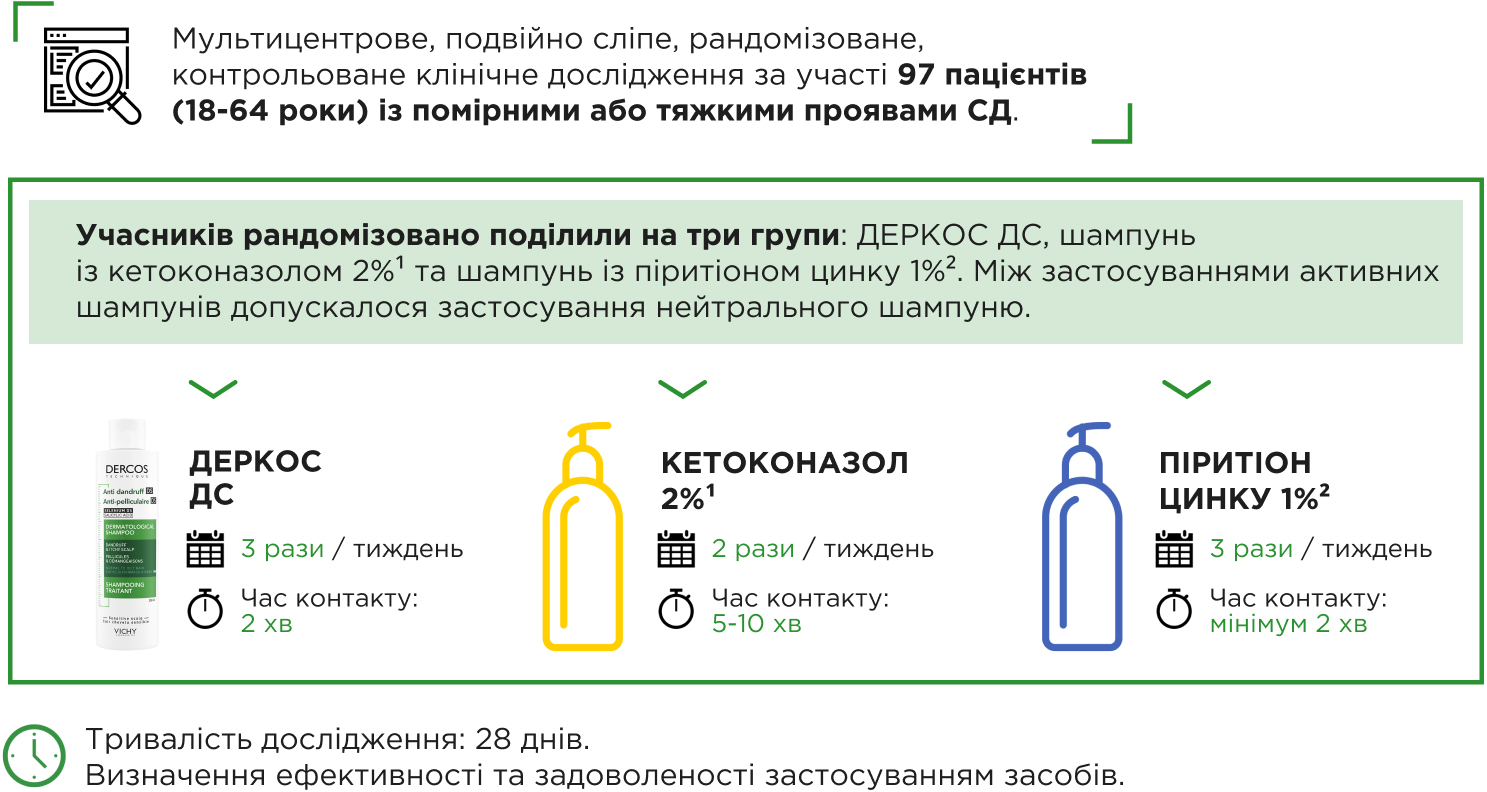 Мультицентрове, подвійно сліпе, рандомізоване,
контрольоване клінічне дослідження за участі 97 пацієнтів
(18-64 роки) із помірними або тяжкими проявами СД.
Учасників рандомізовано поділили на три групи: ДЕРКОС ДС, шампунь
із кетоконазолом 2%¹ та шампунь із піритіоном цинку 1%². Між застосуваннями активних
шампунів допускалося застосування нейтрального шампуню.
DERCOS
TECHNIQUE
Anti dandruff DS
Anti-pelliculaire DS
SELENIUM DS
SALICYLIC ACID
DERMATOLOGICAL
SHAMPOO
DANDRUFF
& ITCHY SCALP
PELLICULES
& DÉMANGEAISONS
SHAMPOOING
TRAITANT
VICHY
ДЕРКОС
ДС
3 рази / тиждень
Час контакту:
2 хв
КЕТОКОНАЗОЛ
2%¹
2 рази / тиждень
Час контакту:
5-10 хв
ПІРИТІОН
ЦИНКУ 1%²
3 рази / тиждень
Час контакту:
мінімум 2 хв
Тривалість дослідження: 28 днів.
Визначення ефективності та задоволеності застосуванням засобів.